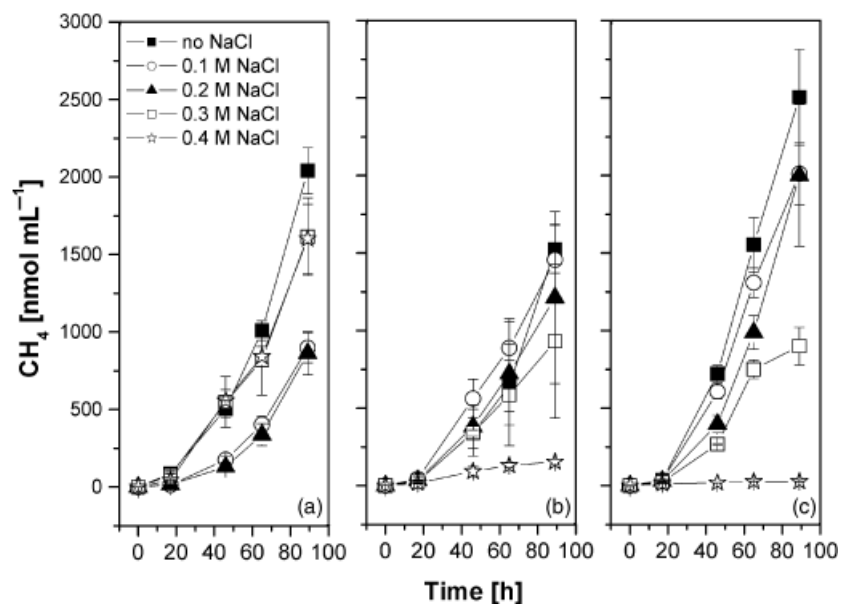 3000
2500
2000
1500
1000
500
0
CH₄ [nmol mL⁻¹]
no NaCl
0.1 M NaCl
0.2 M NaCl
0.3 M NaCl
0.4 M NaCl
(a)
(b)
(c)
0 20 40 60 80 100
0 20 40 60 80 100
0 20 40 60 80 100
Time [h]